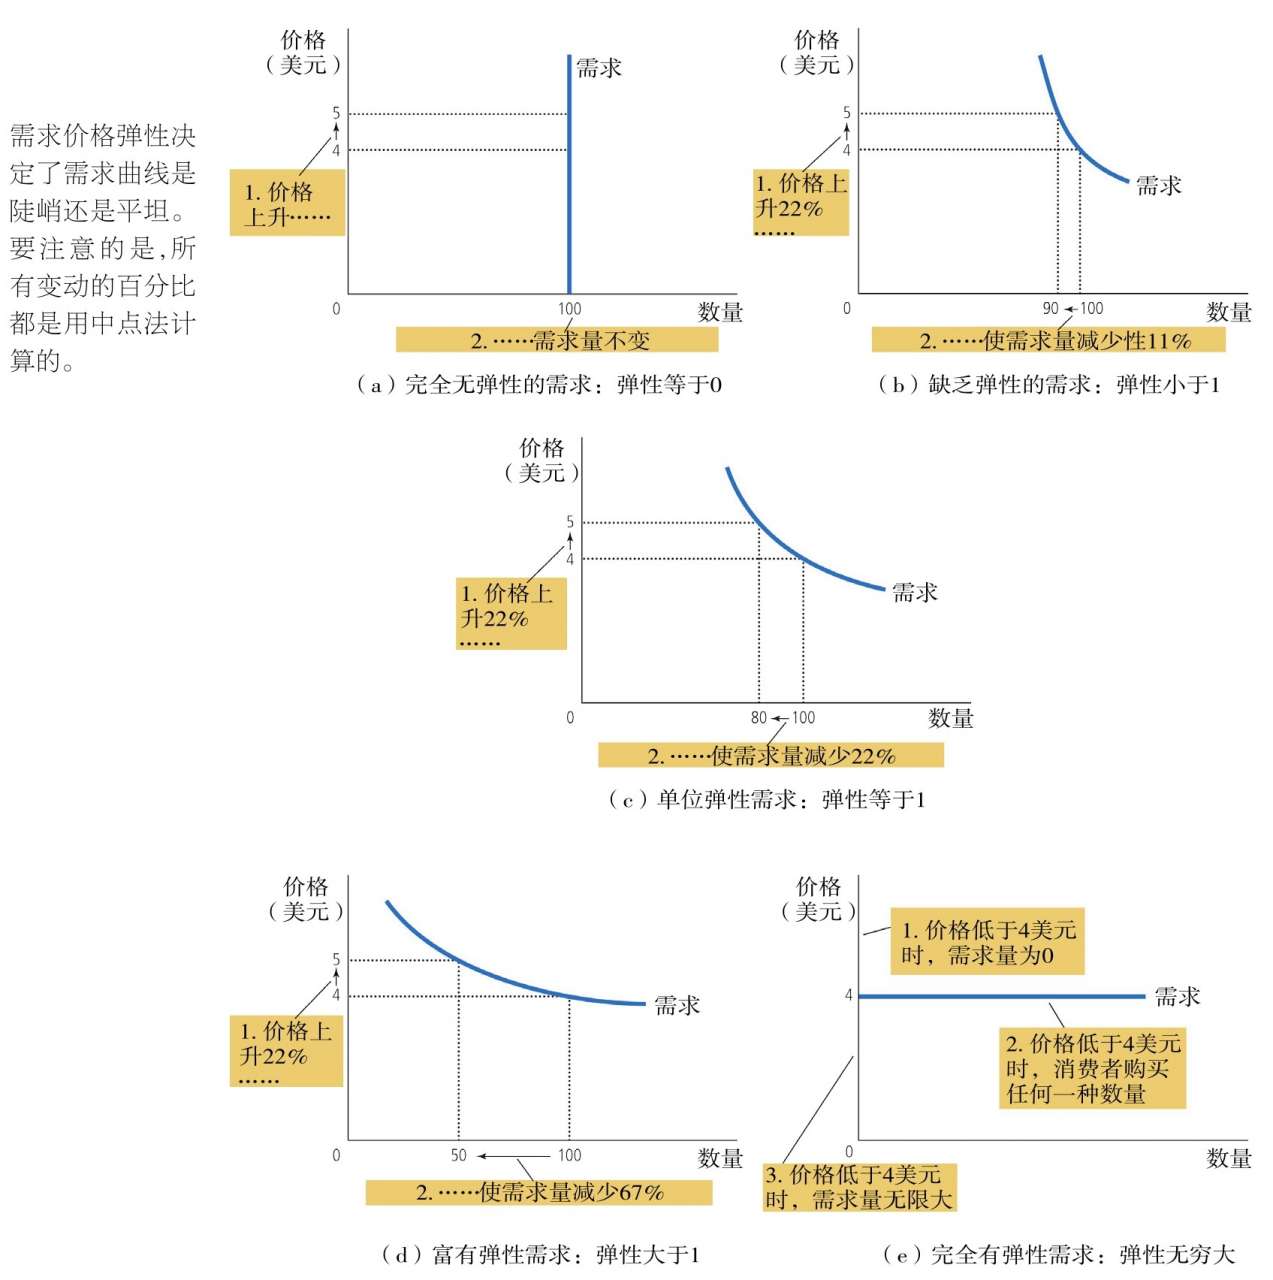 需求价格弹性决
定了需求曲线是
陡峭还是平坦。
要注意的是,所
有变动的百分比
都是用中点法计
算的。
价格
（美元）
需求
5
4
1. 价格
上升……
0
100
数量
2. ……需求量不变
（a）完全无弹性的需求：弹性等于0
价格
（美元）
5
4
需求
1. 价格上
升22%
……
0
90
100
数量
2. ……使需求量减少性11%
（b）缺乏弹性的需求：弹性小于1
价格
（美元）
5
4
需求
1. 价格上
升22%
……
0
80
100
数量
2. ……使需求量减少22%
（c）单位弹性需求：弹性等于1
价格
（美元）
5
4
需求
1. 价格上
升22%
……
0
50
100
数量
2. ……使需求量减少67%
（d）富有弹性需求：弹性大于1
价格
（美元）
1. 价格低于4美元
时，需求量为0
4
需求
2. 价格低于4美元
时，消费者购买
任何一种数量
0
数量
3. 价格低于4美元
时，需求量无限大
（e）完全有弹性需求：弹性无穷大